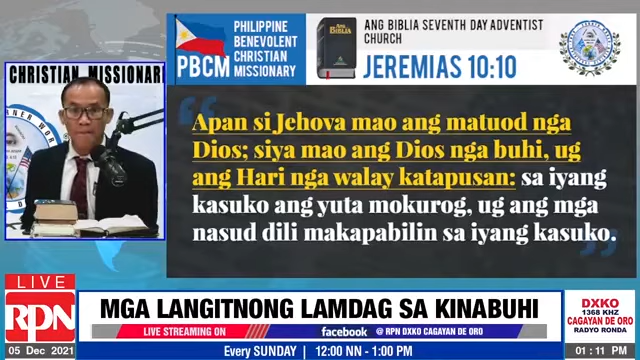 PHILIPPINE
BENEVOLENT
CHRISTIAN
MISSIONARY
PBCM
ANG BIBLIA
ANG BIBLIA SEVENTH DAY ADVENTIST
CHURCH
JEREMIAS 10:10
CHRISTIAN MISSIONARI
Apan si Jehova mao ang matuod nga
Dios; siya mao ang Dios nga buhi, ug
ang Hari nga walay katapusan: sa iyang
kasuko ang yuta mokurog, ug ang mga
nasud dili makapabilin sa iyang kasuko.
LIVE
RPN
05 Dec 2021
MGA LANGITNONG LAMDAG SA KINABUHI
LIVE STREAMING ON
facebook
@ RPN DXKO CAGAYAN DE ORO
Every SUNDAY | 12:00 NN - 1:00 PM
DXKO
1368 KHZ
CAGAYAN DE ORO
RADYO RONDA
01:11 PM